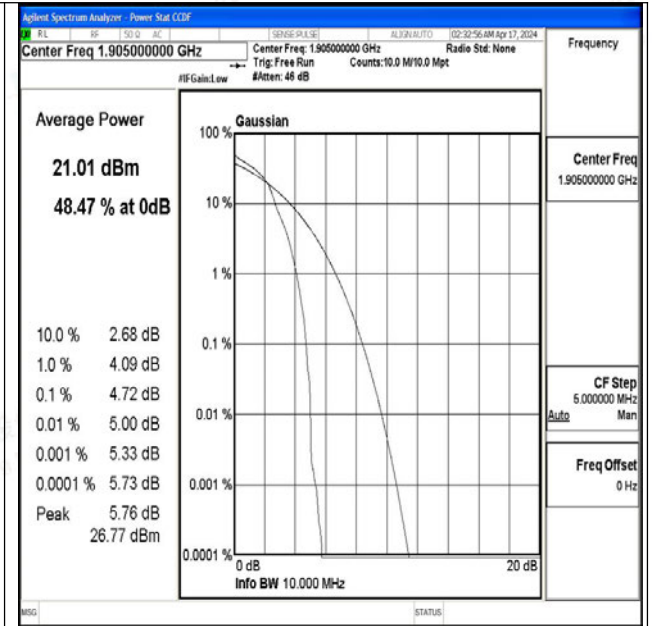 Agilent Spectrum Analyzer - Power Stat CCDF
RL RF 50 Ω AC SENSE:PULSE ALIGN AUTO 02:32:56 AM Apr 17, 2024
Center Freq 1.905000000 GHz
Center Freq: 1.905000000 GHz Radio Std: None
Trig: Free Run Counts:10.0 M/10.0 Mpt
#IFGain:Low #Atten: 46 dB
Frequency
Average Power
21.01 dBm
48.47 % at 0dB
10.0 % 2.68 dB
1.0 % 4.09 dB
0.1 % 4.72 dB
0.01 % 5.00 dB
0.001 % 5.33 dB
0.0001 % 5.73 dB
Peak 5.76 dB
26.77 dBm
Gaussian
100 %
10 %
1 %
0.1 %
0.01 %
0.001 %
0.0001 %
0 dB 20 dB
Info BW 10.000 MHz
Center Freq
1.905000000 GHz
CF Step
5.000000 MHz
Auto Man
Freq Offset
0 Hz
MSG STATUS